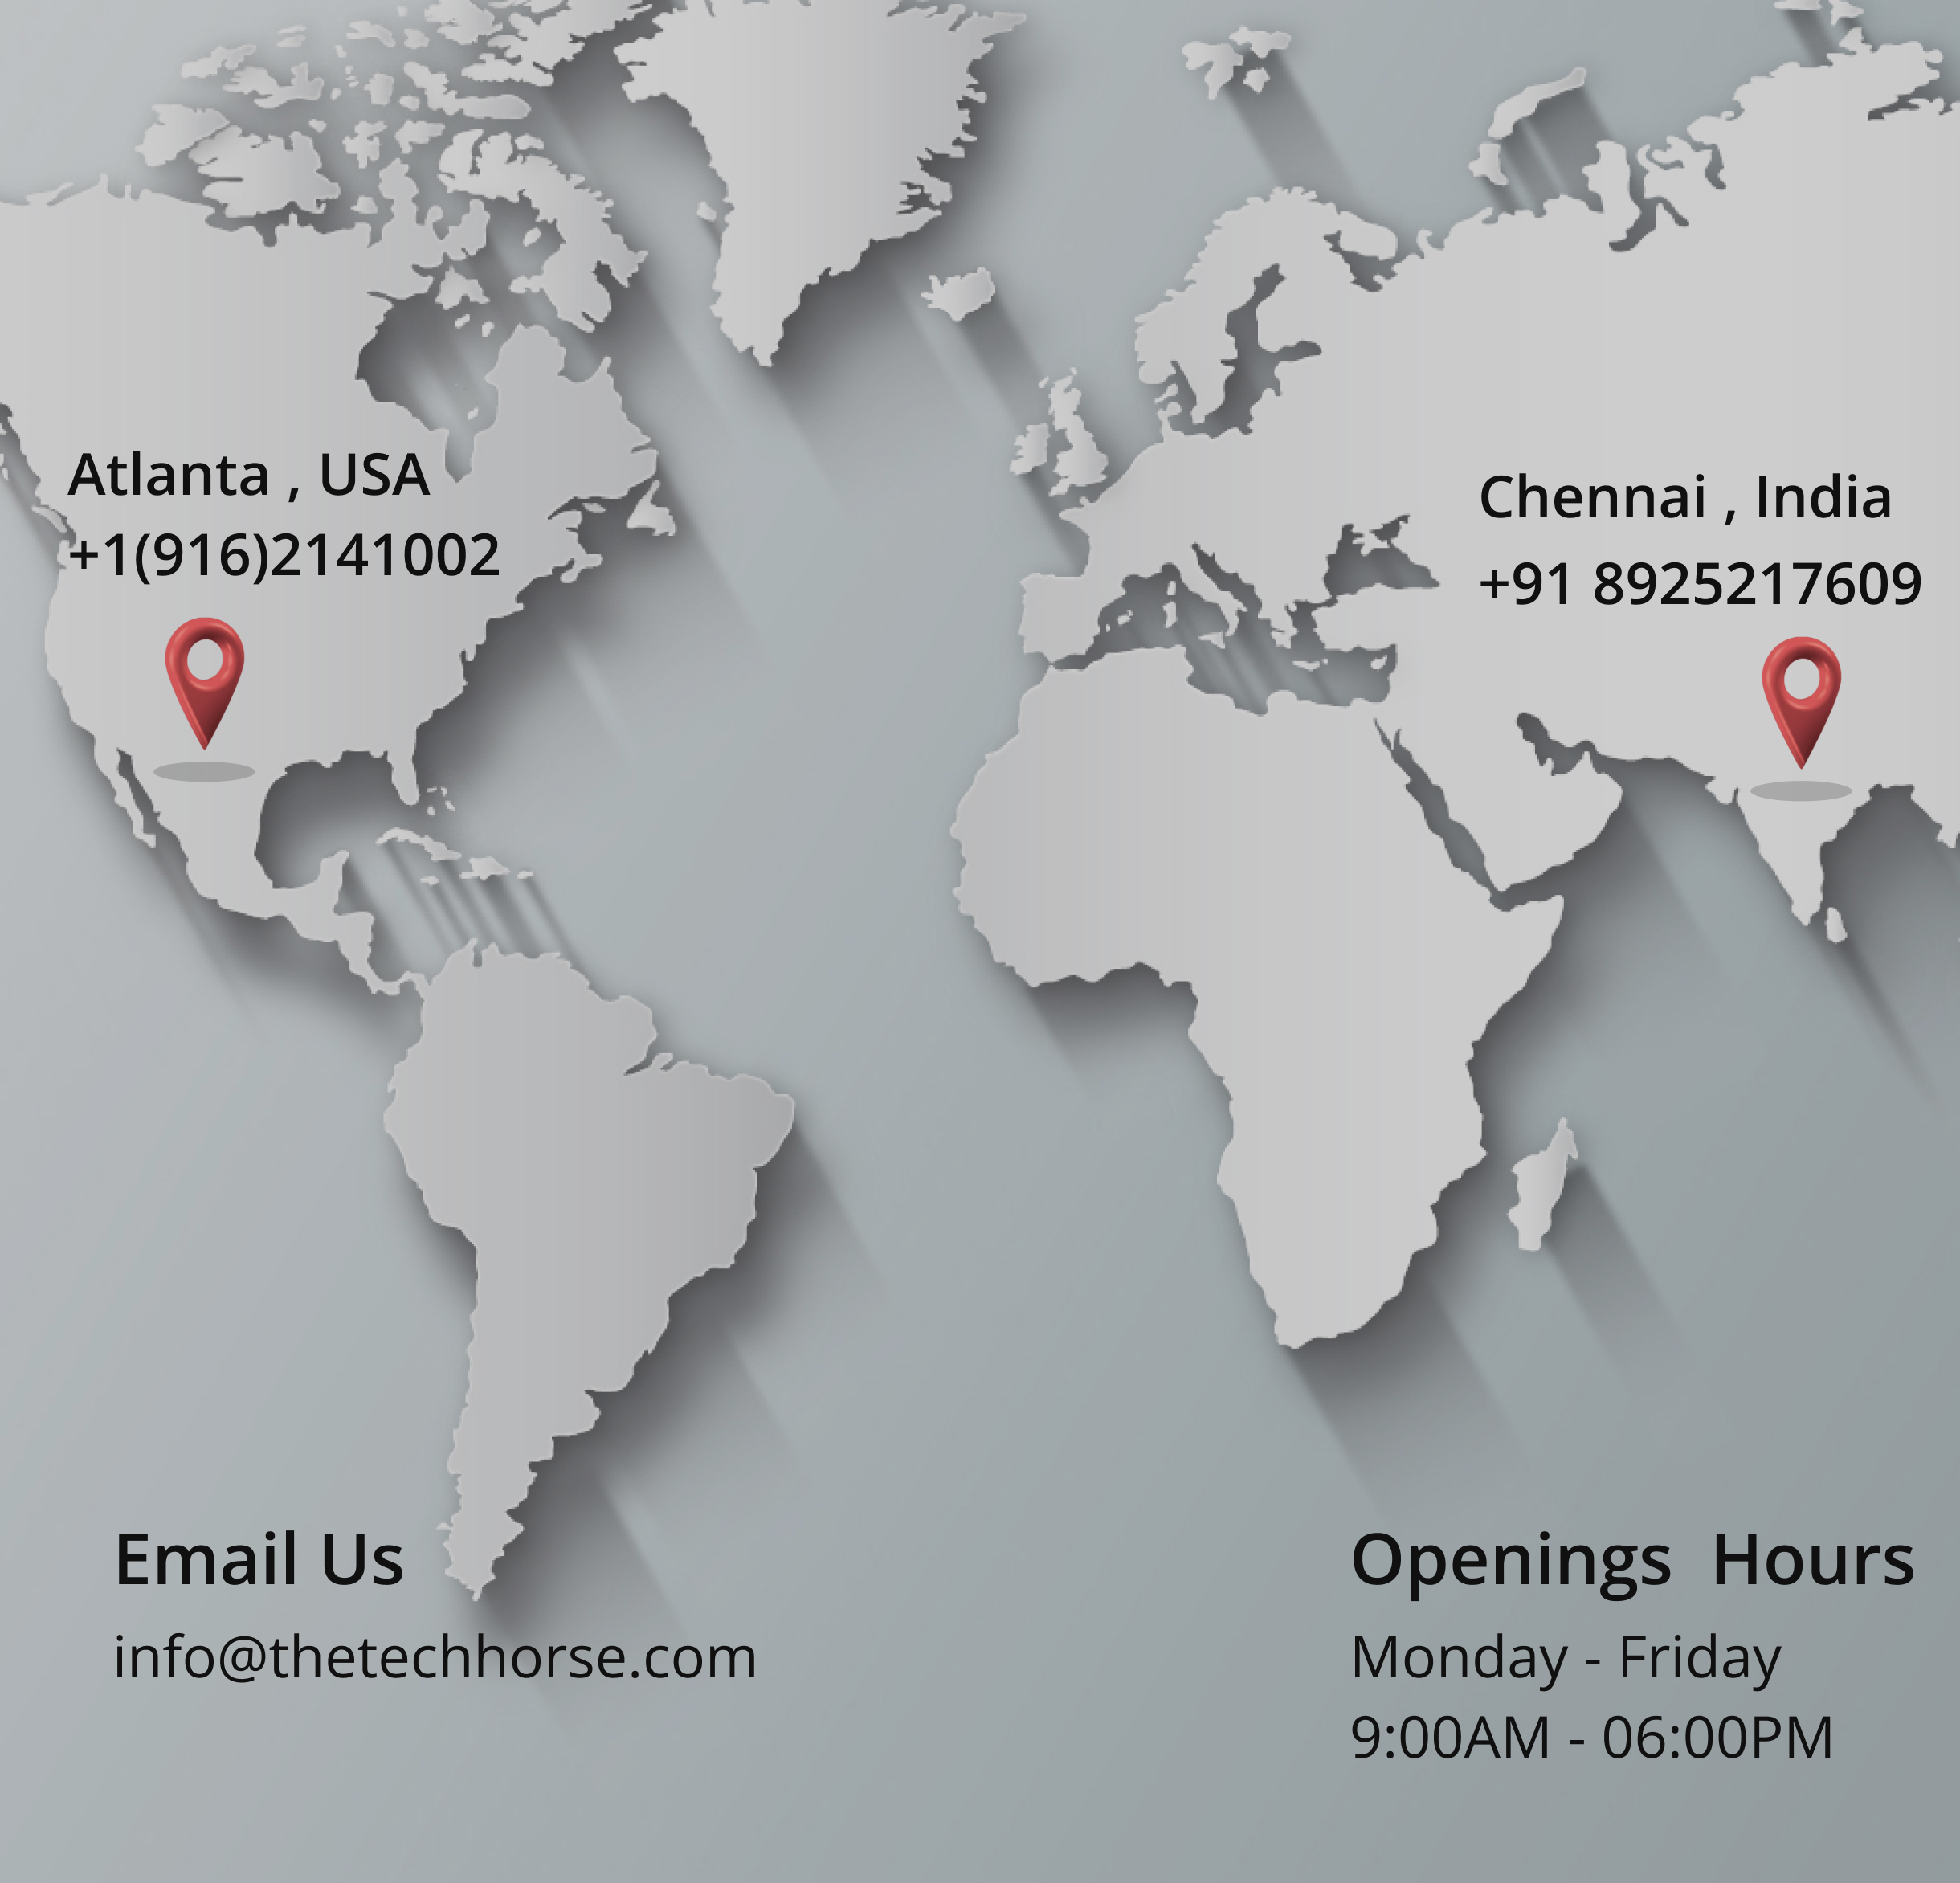 Atlanta , USA
+1(916)2141002
Chennai , India
+91 8925217609
Email Us
info@thetechhorse.com
Openings  Hours
Monday - Friday
9:00AM - 06:00PM